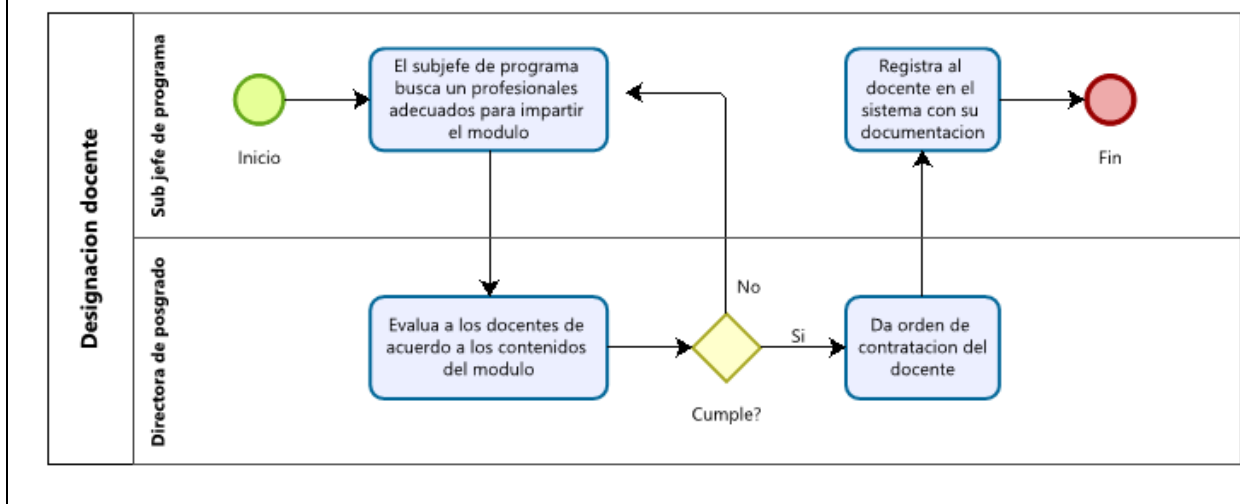 Designacion docente
Sub jefe de programa
Inicio
El subjefe de programa
busca un profesionales
adecuados para impartir
el modulo
Registra al
docente en el
sistema con su
documentacion
Fin
Directora de posgrado
Evalua a los docentes de
acuerdo a los contenidos
del modulo
No
Si
Cumple?
Da orden de
contratacion del
docente